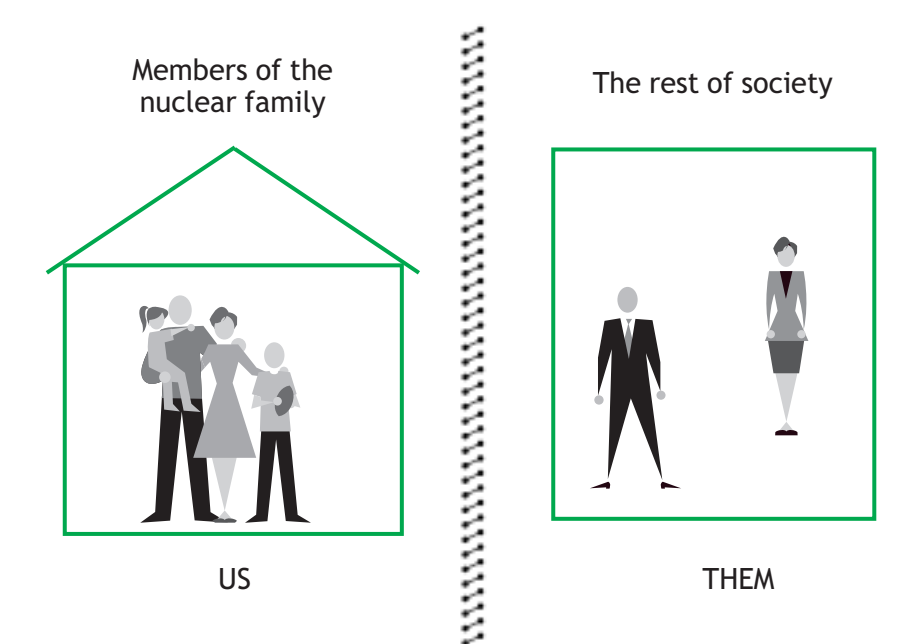 Members of the
nuclear family
The rest of society
US
THEM